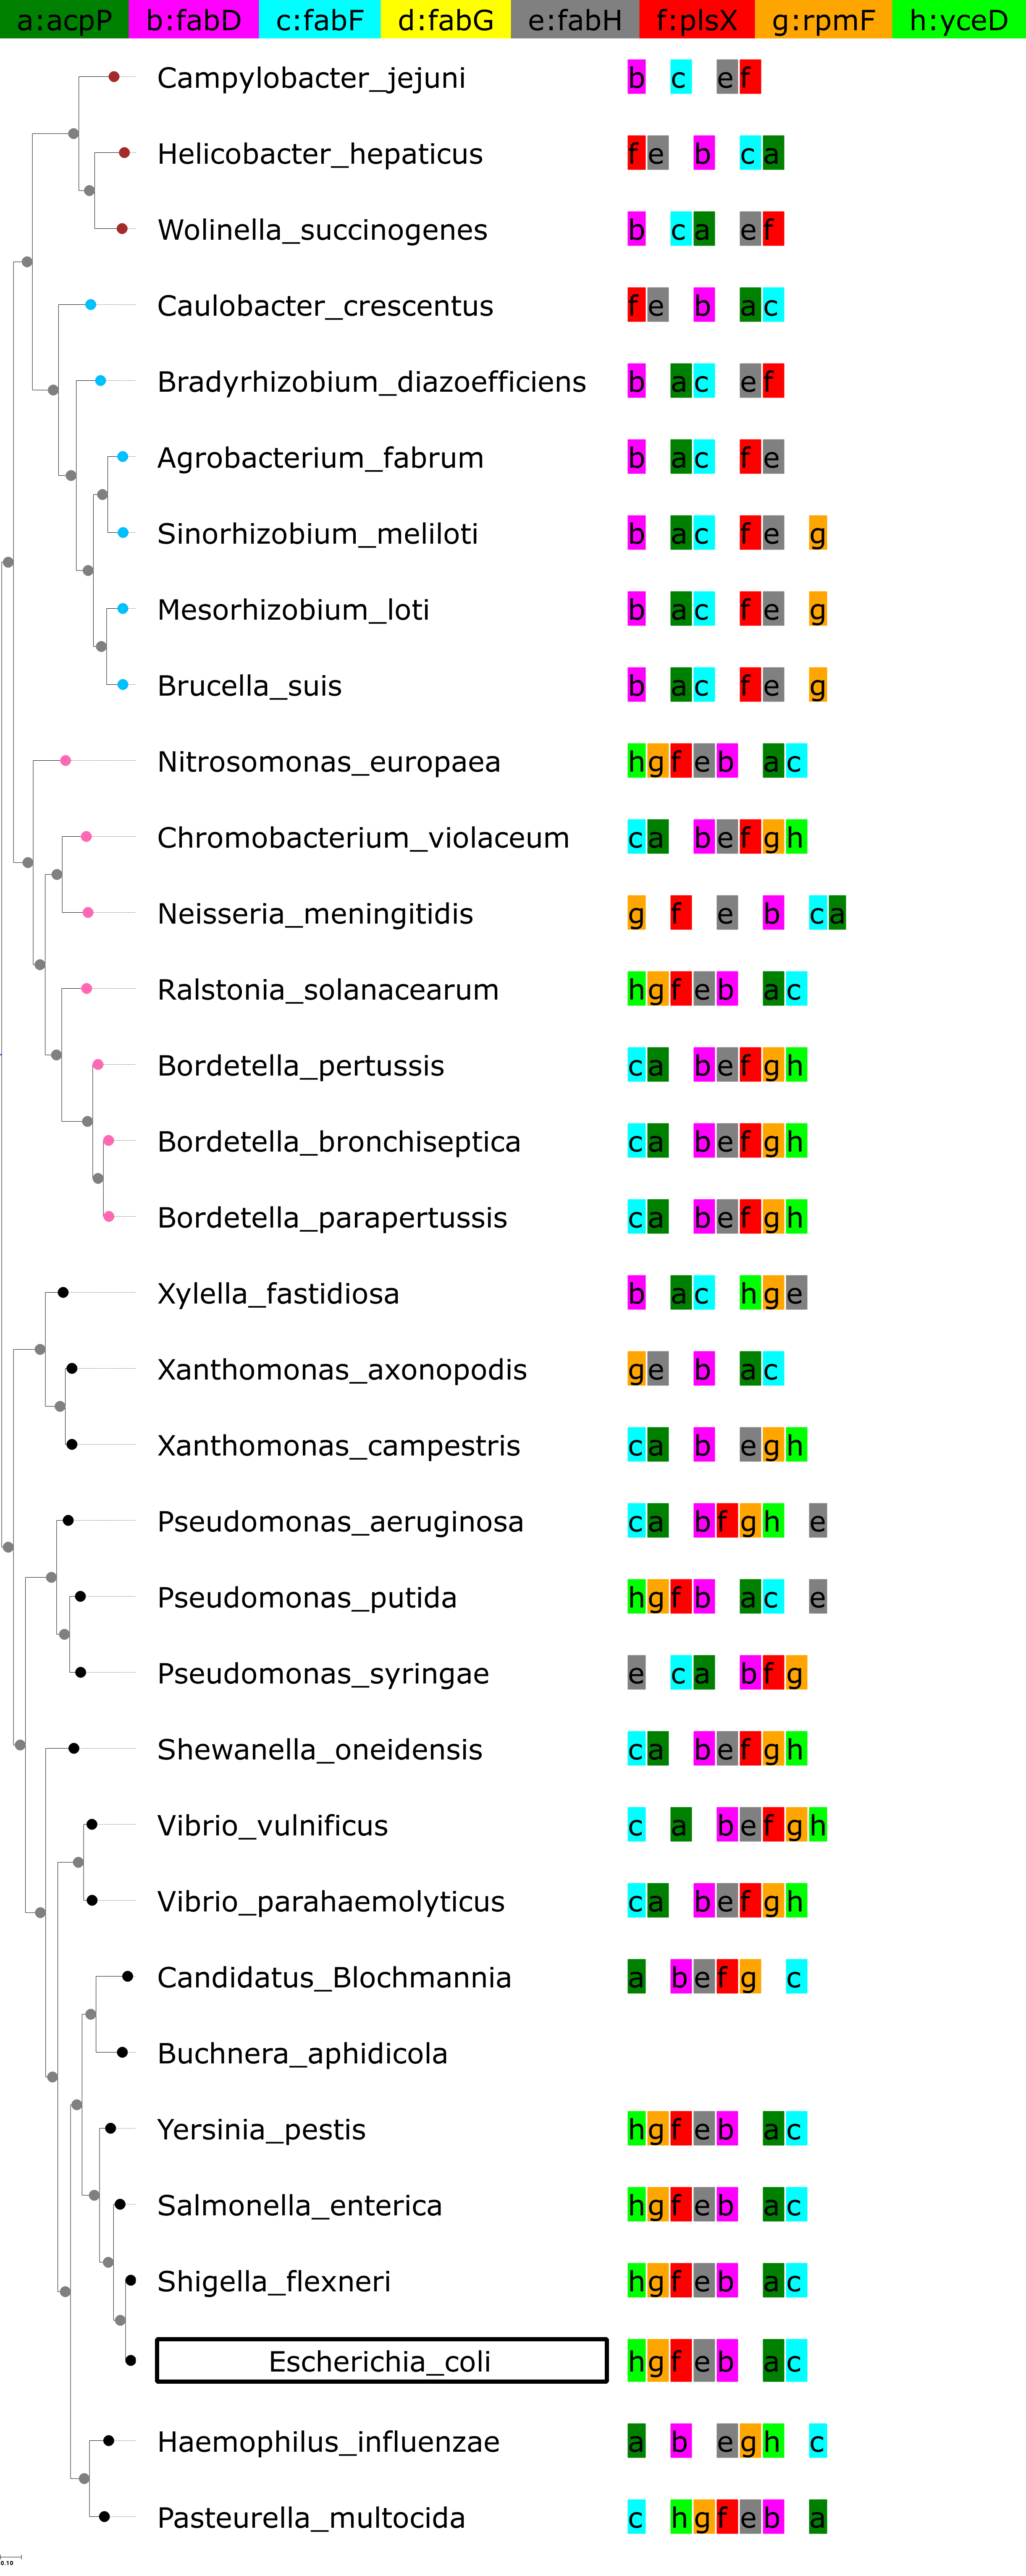 a:acpP b:fabD c:fabF d:fabG e:fabH f:plsX g:rpmF h:yceD
Campylobacter_jejuni b c e f
Helicobacter_hepaticus f e b c a
Wolinella_succinogenes b c a e f
Caulobacter_crescentus f e b a c
Bradyrhizobium_diazoefficiens b a c e f
Agrobacterium_fabrum b a c f e
Sinorhizobium_meliloti b a c f e g
Mesorhizobium_loti b a c f e g
Brucella_suis b a c f e g
Nitrosomonas_europaea h g f e b a c
Chromobacterium_violaceum c a b e f g h
Neisseria_meningitidis g f e b c a
Ralstonia_solanacearum h g f e b a c
Bordetella_pertussis c a b e f g h
Bordetella_bronchiseptica c a b e f g h
Bordetella_parapertussis c a b e f g h
Xylella_fastidiosa b a c h g e
Xanthomonas_axonopodis g e b a c
Xanthomonas_campestris c a b e g h
Pseudomonas_aeruginosa c a b f g h e
Pseudomonas_putida h g f b a c e
Pseudomonas_syringae e c a b f g
Shewanella_oneidensis c a b e f g h
Vibrio_vulnificus c a b e f g h
Vibrio_parahaemolyticus c a b e f g h
Candidatus_Blochmannia a b e f g c
Buchnera_aphidicola
Yersinia_pestis h g f e b a c
Salmonella_enterica h g f e b a c
Shigella_flexneri h g f e b a c
Escherichia_coli h g f e b a c
Haemophilus_influenzae a b e g h c
Pasteurella_multocida c h g f e b a
0.10